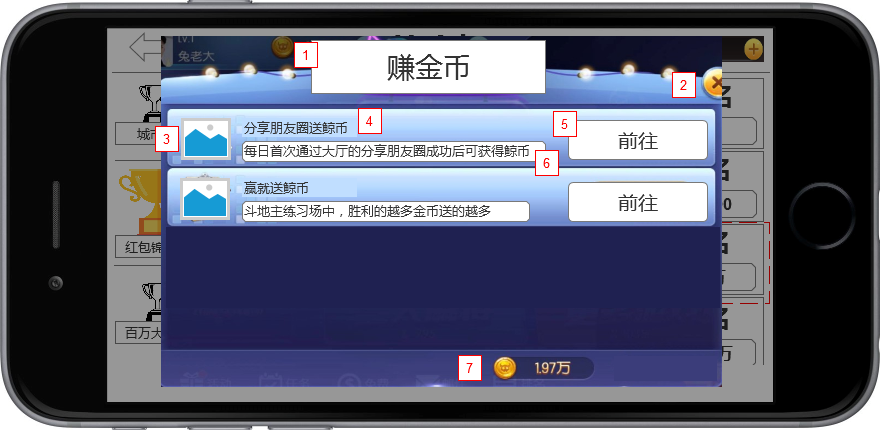 LV.1
兔老大
1
赚金币
2
3
分享朋友圈送鲸币
4
每日首次通过大厅的分享朋友圈成功后可获得鲸币
5
前往
6
赢就送鲸币
斗地主练习场中，胜利的越多金币送的越多
前往
红包锦
百万大
7
1.97万